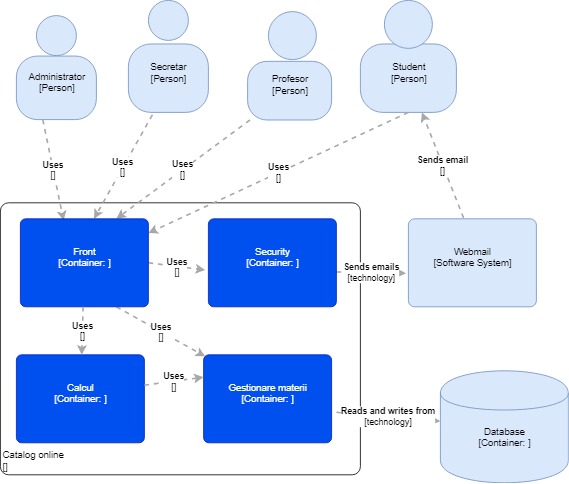 Administrator
[Person]
Secretar
[Person]
Profesor
[Person]
Student
[Person]
Uses
[]
Uses
[]
Uses
[]
Uses
[]
Sends email
[]
Front
[Container: ]
Uses
[]
Security
[Container: ]
Sends emails
[technology]
Webmail
[Software System]
Uses
[]
Uses
[]
Calcul
[Container: ]
Uses
[]
Gestionare materii
[Container: ]
Reads and writes from
[technology]
Database
[Container: ]
Catalog online
[]